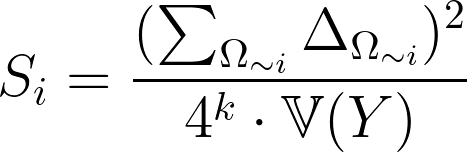 $S_i = \frac{(\sum_{\Omega_{\sim i}} \Delta_{\Omega_{\sim i}})^2}{4^k \cdot \mathbb{V}(Y)}$